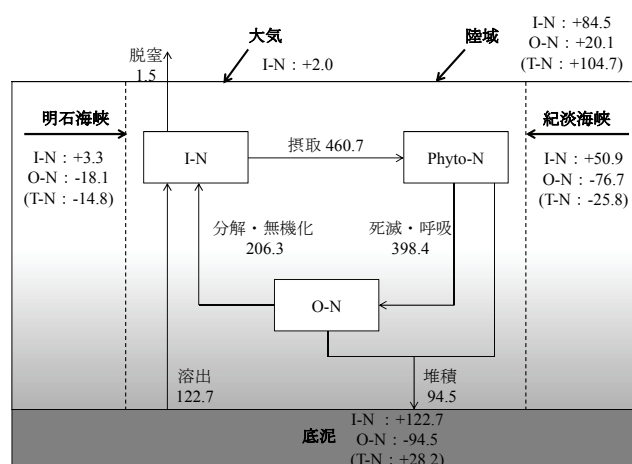 大気
陸域
I-N：+84.5
O-N：+20.1
(T-N：+104.7)
脱窒
1.5
I-N：+2.0
明石海峡
I-N：+3.3
O-N：-18.1
(T-N：-14.8)
紀淡海峡
I-N：+50.9
O-N：-76.7
(T-N：-25.8)
I-N
摂取 460.7
Phyto-N
分解・無機化
206.3
死滅・呼吸
398.4
O-N
溶出
122.7
堆積
94.5
底泥
I-N：+122.7
O-N：-94.5
(T-N：+28.2)